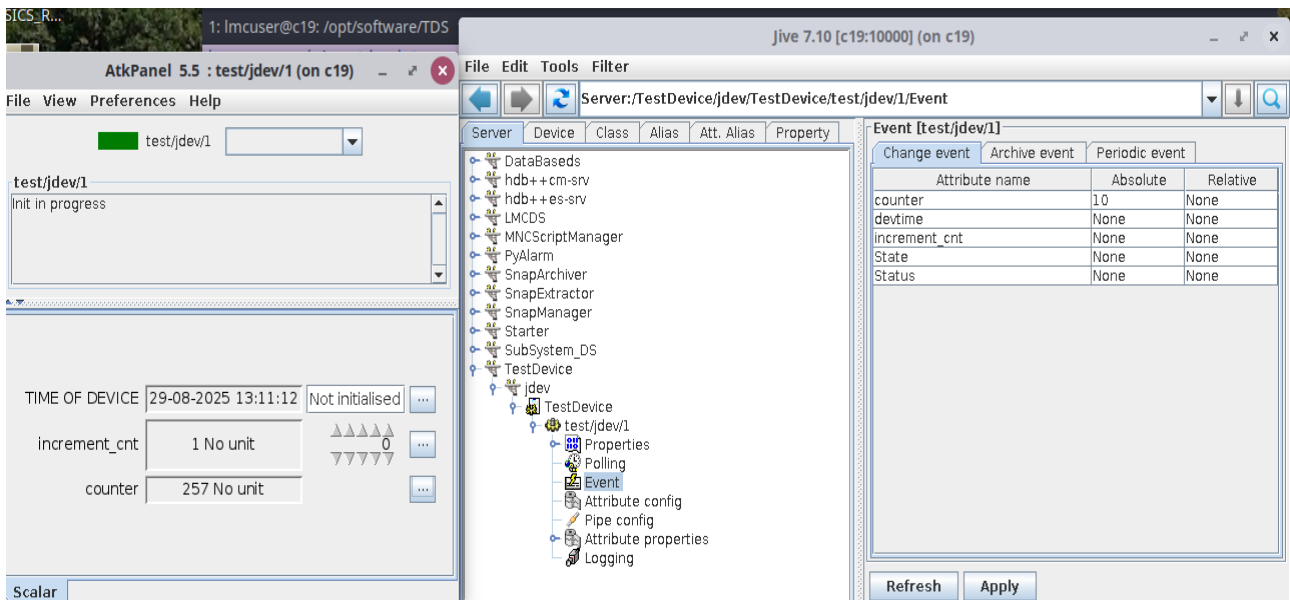 SICS_R...
1: lmcuser@c19: /opt/software/TDS
AtkPanel 5.5 : test/jdev/1 (on c19)
File View Preferences Help
test/jdev/1
test/jdev/1
Init in progress
TIME OF DEVICE 29-08-2025 13:11:12 Not initialised ...
increment_cnt 1 No unit 0 ...
counter 257 No unit ...
Scalar
Jive 7.10 [c19:10000] (on c19)
File Edit Tools Filter
Server:/TestDevice/jdev/TestDevice/test/jdev/1/Event
Server Device Class Alias Att. Alias Property
DataBaseds
hdb++cm-srv
hdb++es-srv
LMCDS
MNCScriptManager
PyAlarm
SnapArchiver
SnapExtractor
SnapManager
Starter
SubSystem_DS
TestDevice
jdev
TestDevice
test/jdev/1
Properties
Polling
Event
Attribute config
Pipe config
Attribute properties
Logging
Event [test/jdev/1]
Change event Archive event Periodic event
Attribute name Absolute Relative
counter 10 None
devtime None None
increment_cnt None None
State None None
Status None None
Refresh Apply